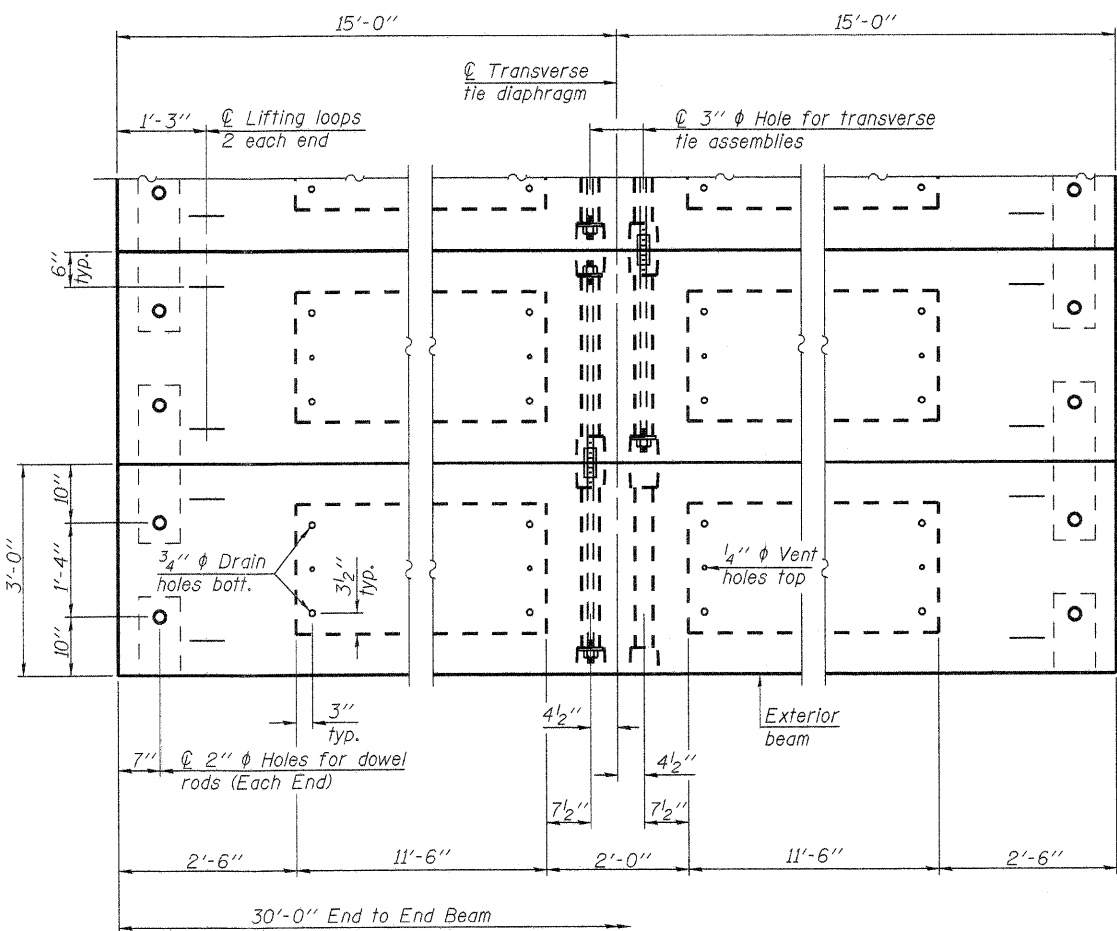 15'-0"
15'-0"
℄ Transverse
tie diaphragm
1'-3"
℄ Lifting loops
2 each end
℄ 3" ϕ Hole for transverse
tie assemblies
6"
typ.
3'-0"
10"
1'-4"
10"
3/4" ϕ Drain
holes bott.
3 1/2"
typ.
1/4" ϕ Vent
holes top
3"
typ.
4 1/2"
Exterior
beam
7"
℄ 2" ϕ Holes for dowel
rods (Each End)
4 1/2"
7 1/2"
7 1/2"
2'-6"
11'-6"
2'-0"
11'-6"
2'-6"
30'-0" End to End Beam